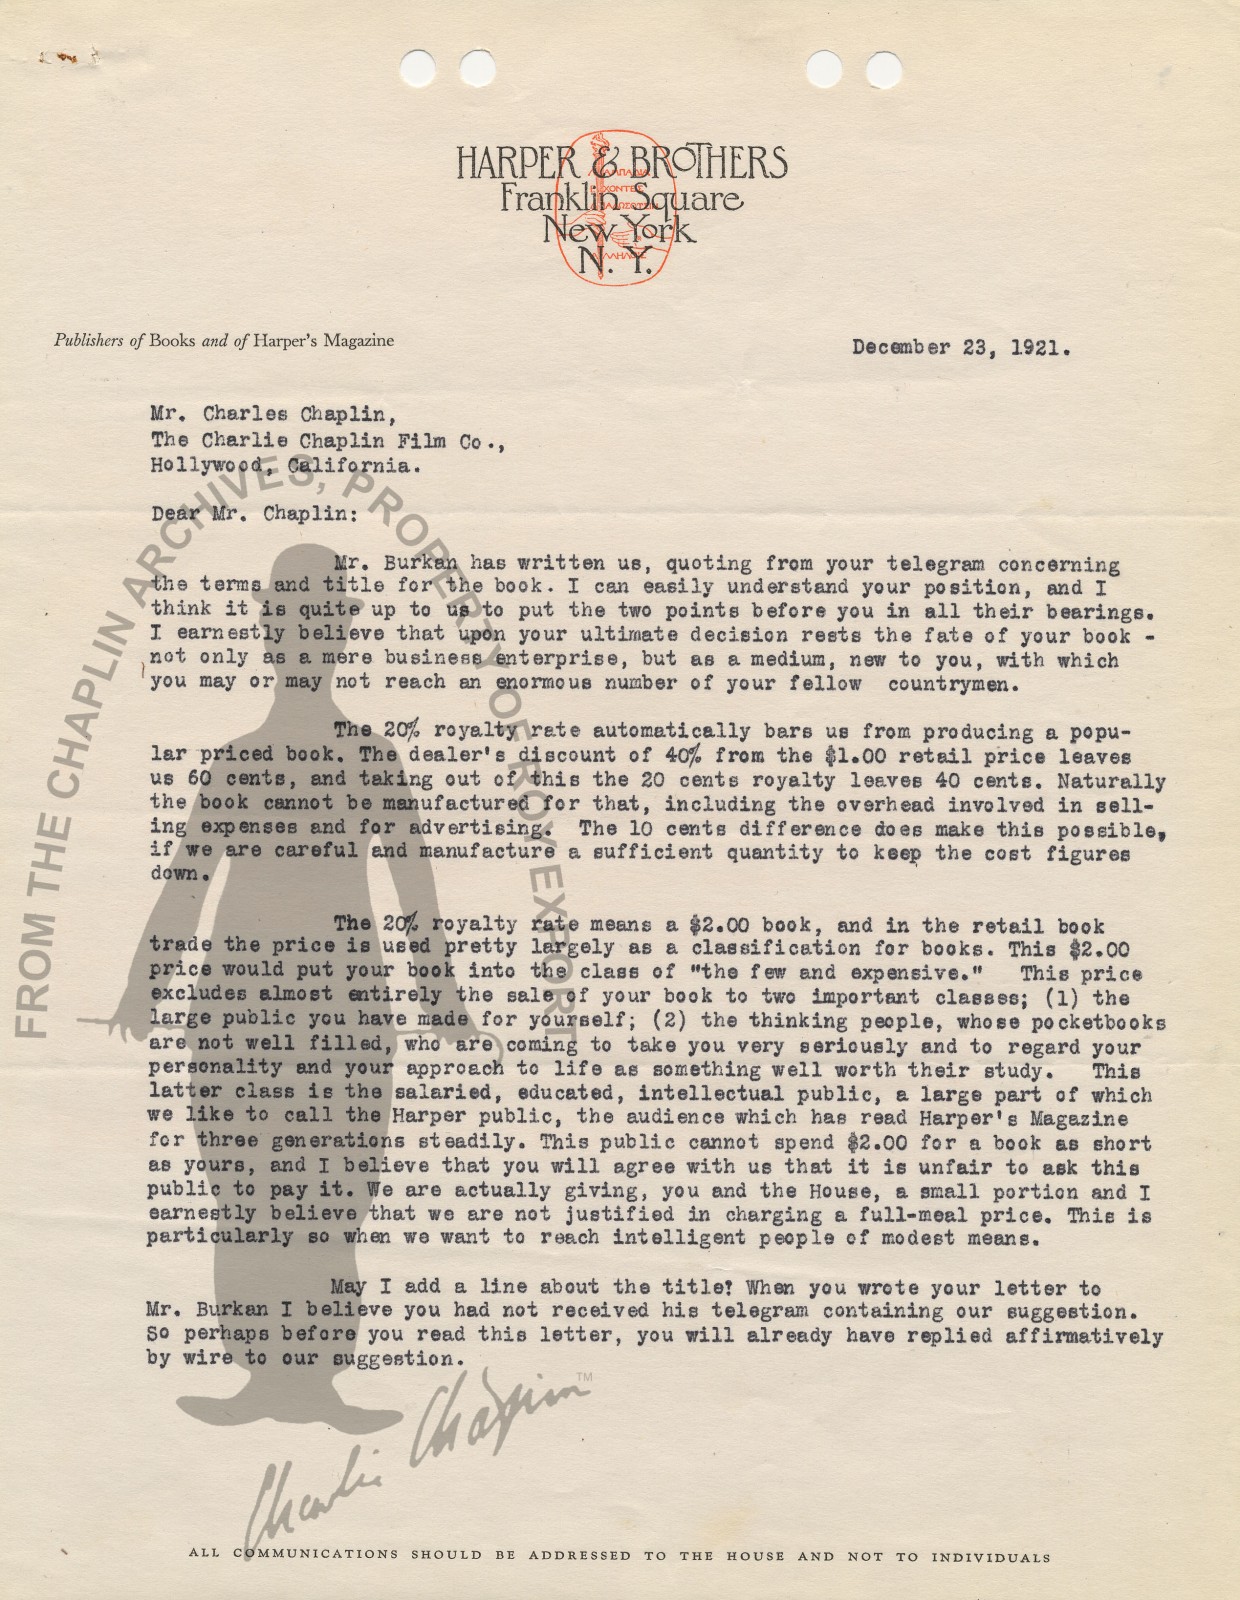 HARPER & BROTHERS
Franklin Square
New York
N. Y.
Publishers of Books and of Harper's Magazine
December 23, 1921.
Mr. Charles Chaplin,
The Charlie Chaplin Film Co.,
Hollywood, California.
Dear Mr. Chaplin:
Mr. Burkan has written us, quoting from your telegram concerning
the terms and title for the book. I can easily understand your position, and I
think it is quite up to us to put the two points before you in all their bearings.
I earnestly believe that upon your ultimate decision rests the fate of your book -
not only as a mere business enterprise, but as a medium, new to you, with which
you may or may not reach an enormous number of your fellow countrymen.
The 20% royalty rate automatically bars us from producing a popu-
lar priced book. The dealer's discount of 40% from the $1.00 retail price leaves
us 60 cents, and taking out of this the 20 cents royalty leaves 40 cents. Naturally
the book cannot be manufactured for that, including the overhead involved in sell-
ing expenses and for advertising. The 10 cents difference does make this possible,
if we are careful and manufacture a sufficient quantity to keep the cost figures
down.
The 20% royalty rate means a $2.00 book, and in the retail book
trade the price is used pretty largely as a classification for books. This $2.00
price would put your book into the class of "the few and expensive." This price
excludes almost entirely the sale of your book to two important classes; (1) the
large public you have made for yourself; (2) the thinking people, whose pocketbooks
are not well filled, who are coming to take you very seriously and to regard your
personality and your approach to life as something well worth their study. This
latter class is the salaried, educated, intellectual public, a large part of which
we like to call the Harper public, the audience which has read Harper's Magazine
for three generations steadily. This public cannot spend $2.00 for a book as short
as yours, and I believe that you will agree with us that it is unfair to ask this
public to pay it. We are actually giving, you and the House, a small portion and I
earnestly believe that we are not justified in charging a full-meal price. This is
particularly so when we want to reach intelligent people of modest means.
May I add a line about the title? When you wrote your letter to
Mr. Burkan I believe you had not received his telegram containing our suggestion.
So perhaps before you read this letter, you will already have replied affirmatively
by wire to our suggestion.
FROM THE CHAPLIN ARCHIVES, PROPERTY OF ROY EXPORT
Charlie Chaplin TM
ALL COMMUNICATIONS SHOULD BE ADDRESSED TO THE HOUSE AND NOT TO INDIVIDUALS